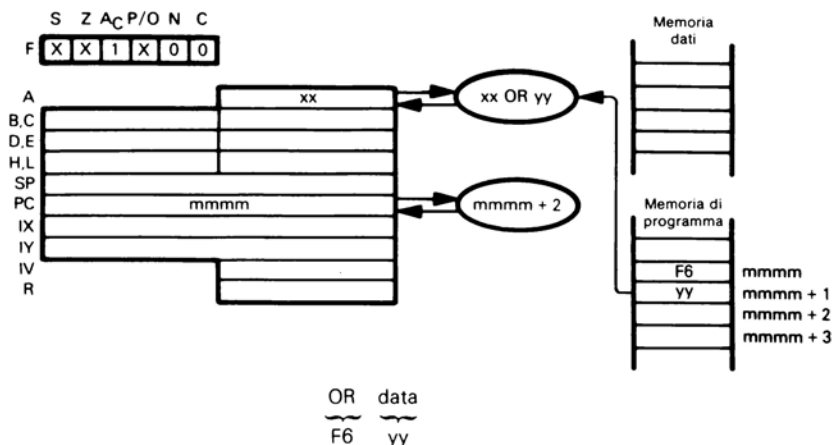 S Z AC P/O N C
F X X 1 X 0 0
Memoria
dati
A xx
xx OR yy
B,C
D,E
H,L
SP
PC mmmm
mmmm + 2
IX
IY
IV
R
Memoria di
programma
F6 mmmm
yy mmmm + 1
mmmm + 2
mmmm + 3
OR data
F6 yy